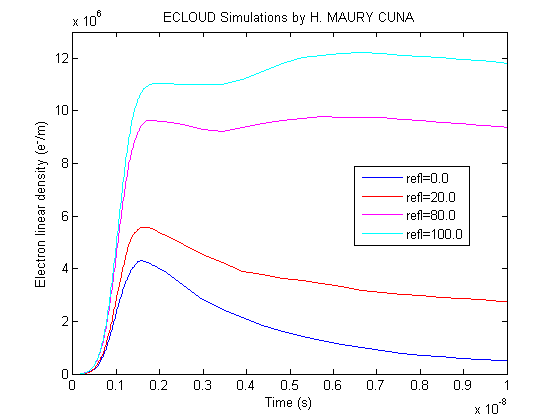 ECLOUD Simulations by H. MAURY CUNA
x 10^6
12
10
8
6
4
2
0
Electron linear density (e-/m)
refl=0.0
refl=20.0
refl=80.0
refl=100.0
0 0.1 0.2 0.3 0.4 0.5 0.6 0.7 0.8 0.9 1
Time (s)
x 10^-8